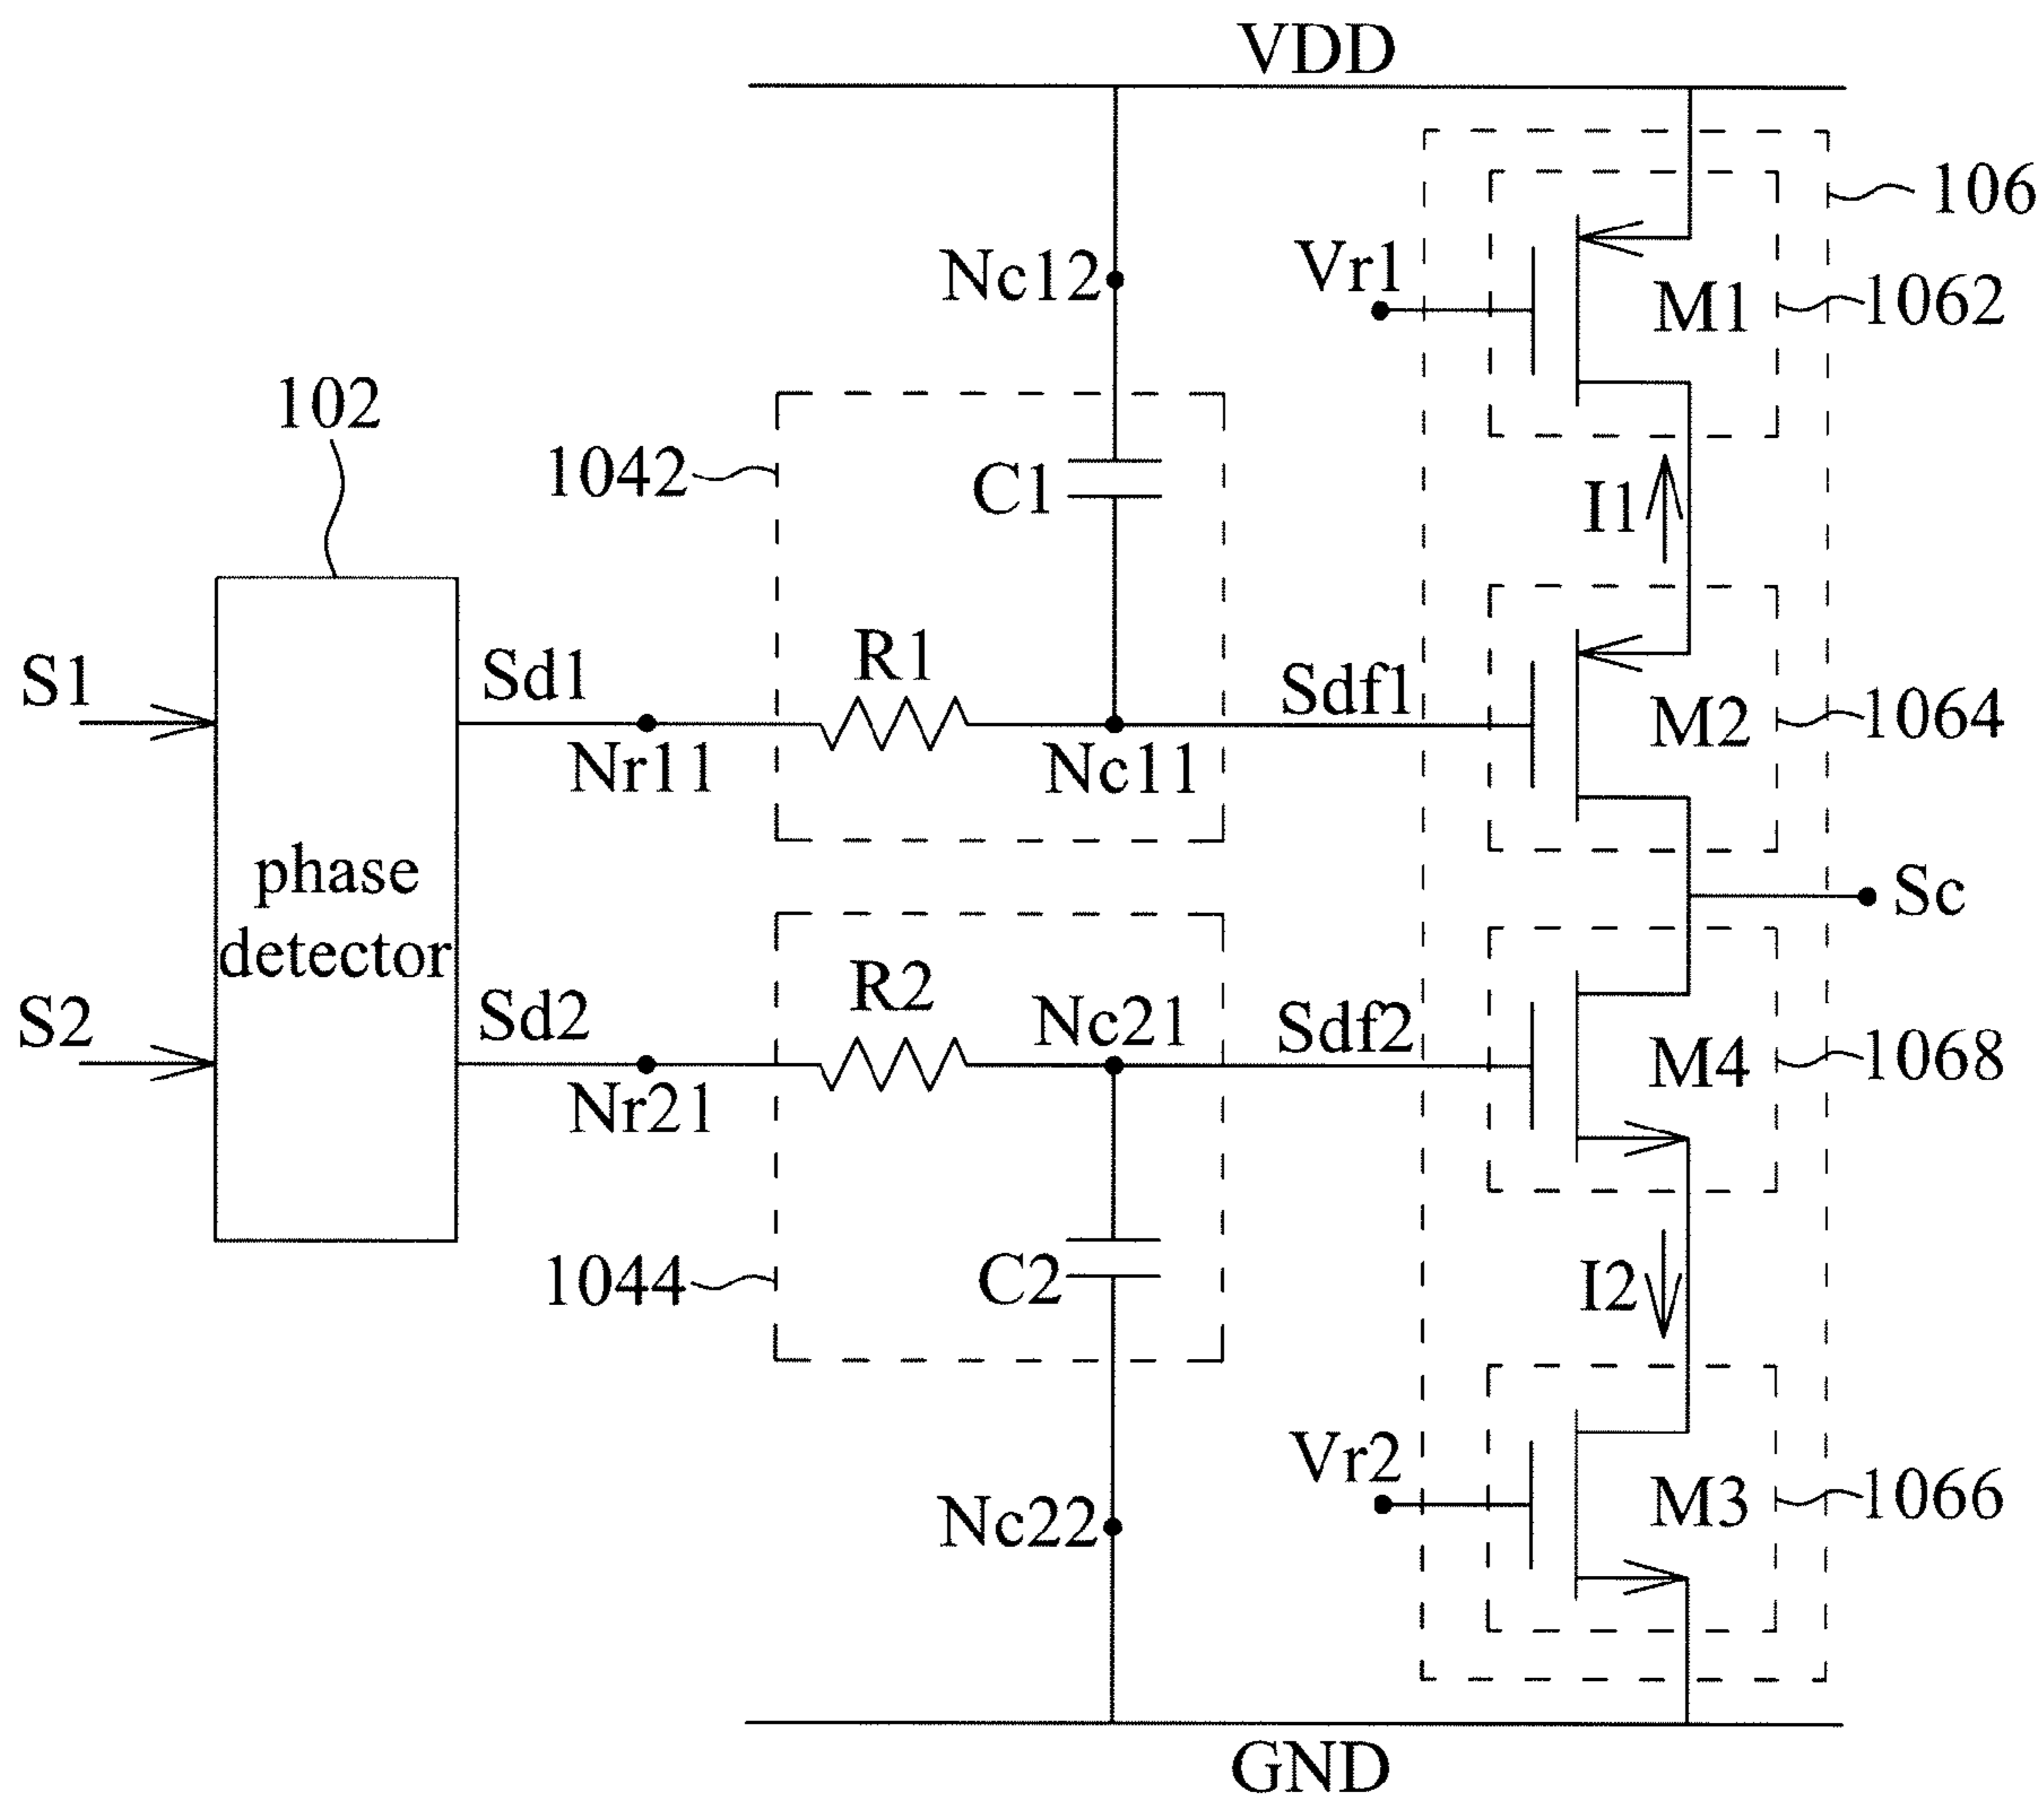 VDD
106
Nc12
Vr1
M1
1062
102
1042
C1
I1
S1
Sd1
R1
Sdf1
M2
1064
Nr11
Nc11
phase
detector
Sc
S2
Sd2
R2
Nc21
Sdf2
M4
1068
Nr21
1044
C2
I2
Vr2
M3
1066
Nc22
GND